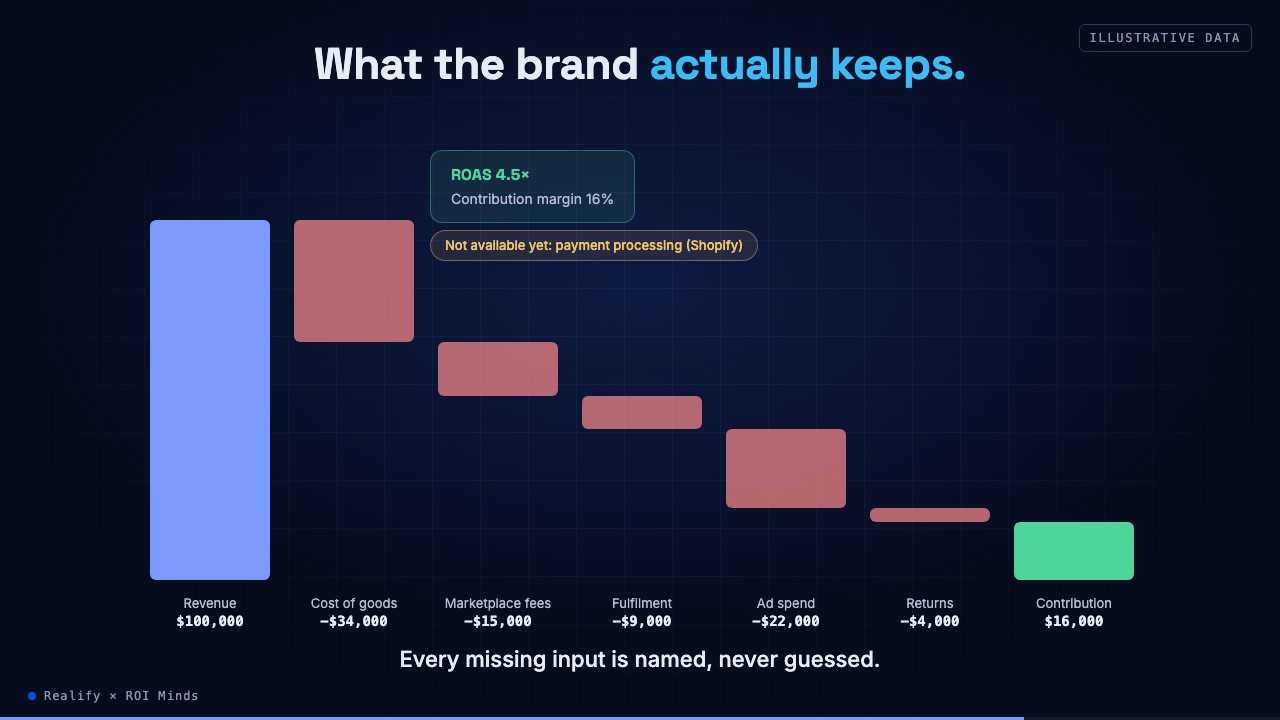 ILLUSTRATIVE DATA
What the brand actually keeps.
ROAS 4.5×
Contribution margin 16%
Not available yet: payment processing (Shopify)
Revenue
$100,000
Cost of goods
−$34,000
Marketplace fees
−$15,000
Fulfilment
−$9,000
Ad spend
−$22,000
Returns
−$4,000
Contribution
$16,000
Every missing input is named, never guessed.
Realify × ROI Minds